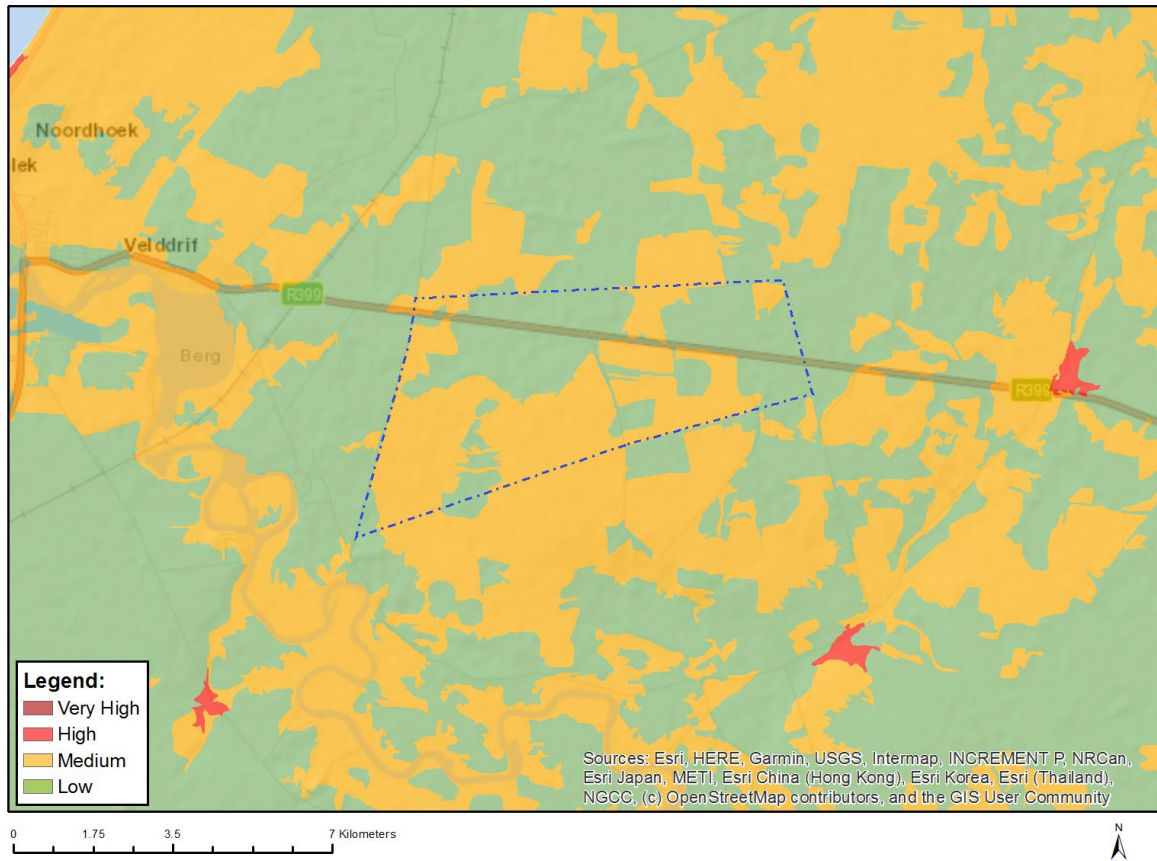 Noordhoek
lek
Velddrif
R399
Berg
R399
Legend:
Very High
High
Medium
Low
Sources: Esri, HERE, Garmin, USGS, Intermap, INCREMENT P, NRCan,
Esri Japan, METI, Esri China (Hong Kong), Esri Korea, Esri (Thailand),
NGCC, (c) OpenStreetMap contributors, and the GIS User Community
0 1.75 3.5 7 Kilometers
N